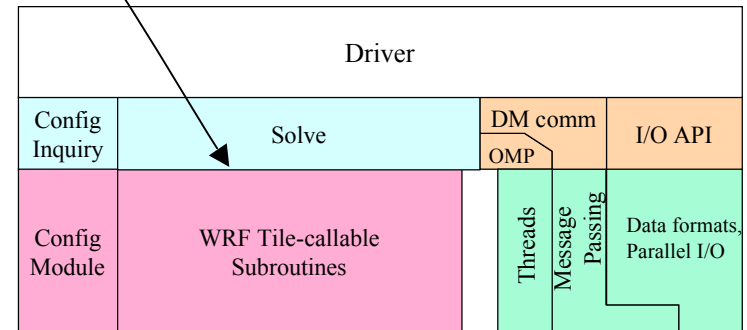 Driver
Config
Inquiry
Solve
DM comm
OMP
I/O API
Config
Module
WRF Tile-callable
Subroutines
Threads
Message
Passing
Data formats,
Parallel I/O